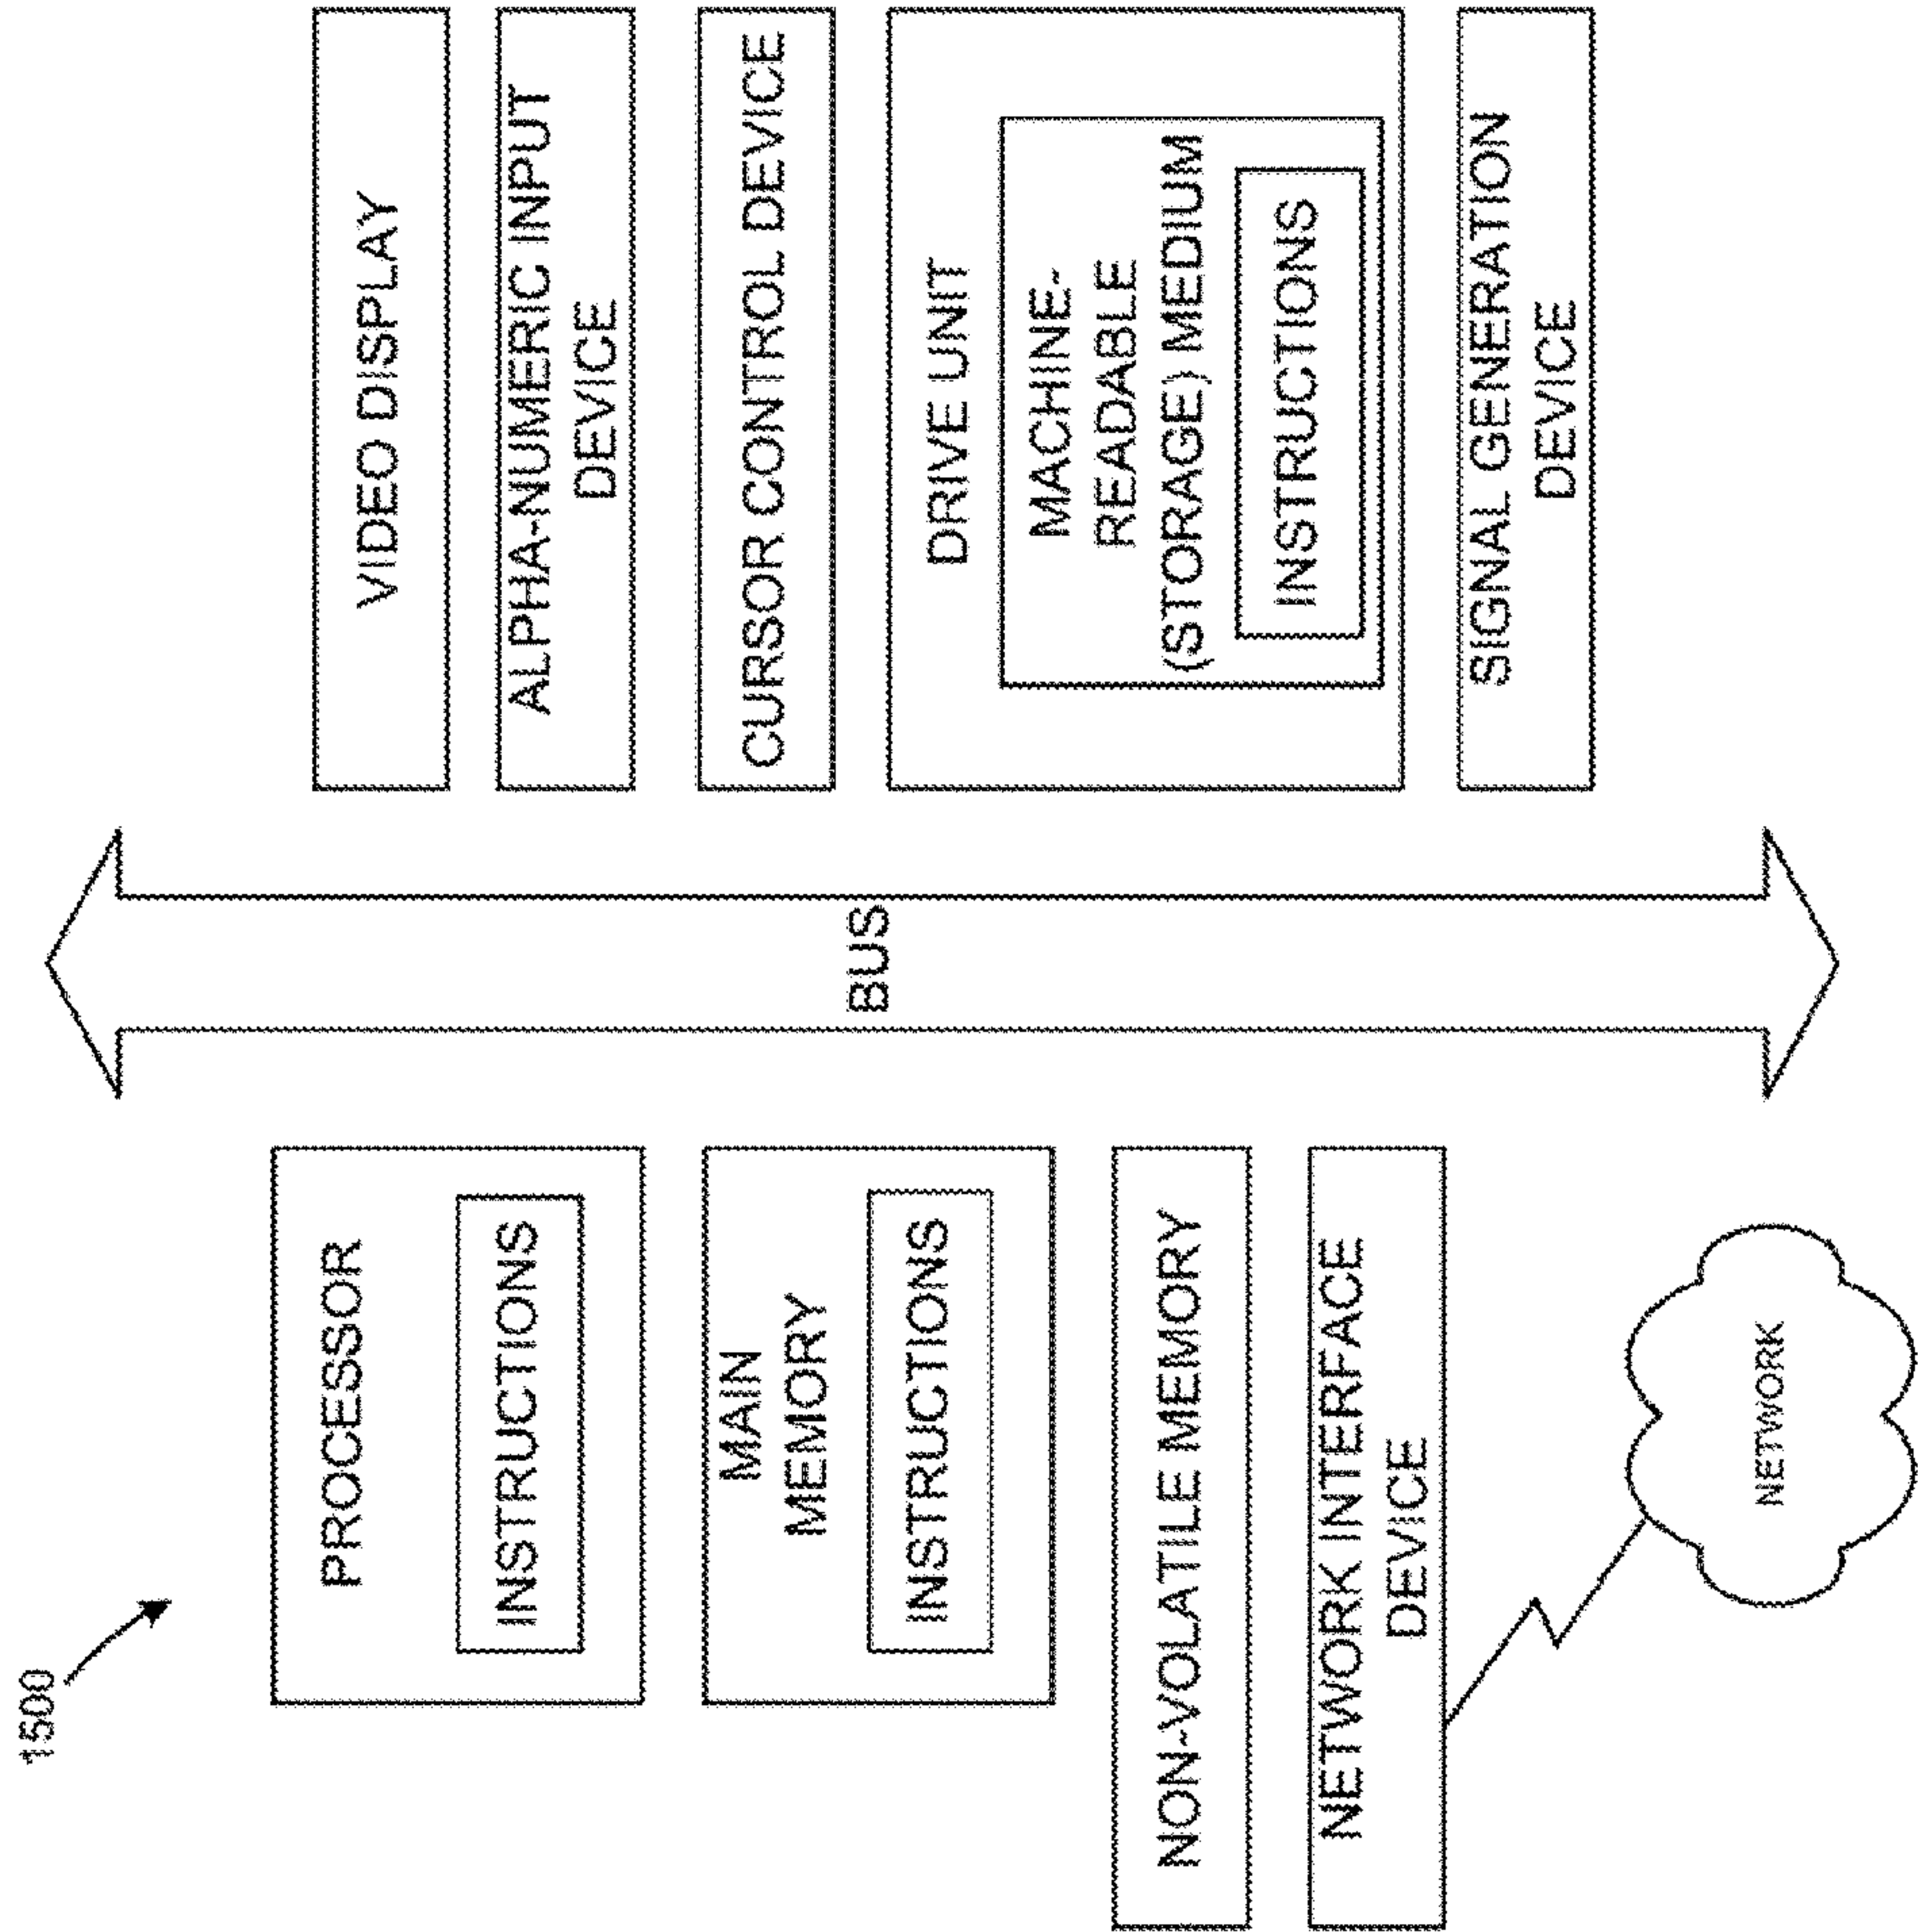 1500
PROCESSOR
INSTRUCTIONS
MAIN
MEMORY
INSTRUCTIONS
NON-VOLATILE MEMORY
NETWORK INTERFACE
DEVICE
NETWORK
BUS
VIDEO DISPLAY
ALPHA-NUMERIC INPUT
DEVICE
CURSOR CONTROL DEVICE
DRIVE UNIT
MACHINE-
READABLE
(STORAGE) MEDIUM
INSTRUCTIONS
SIGNAL GENERATION
DEVICE